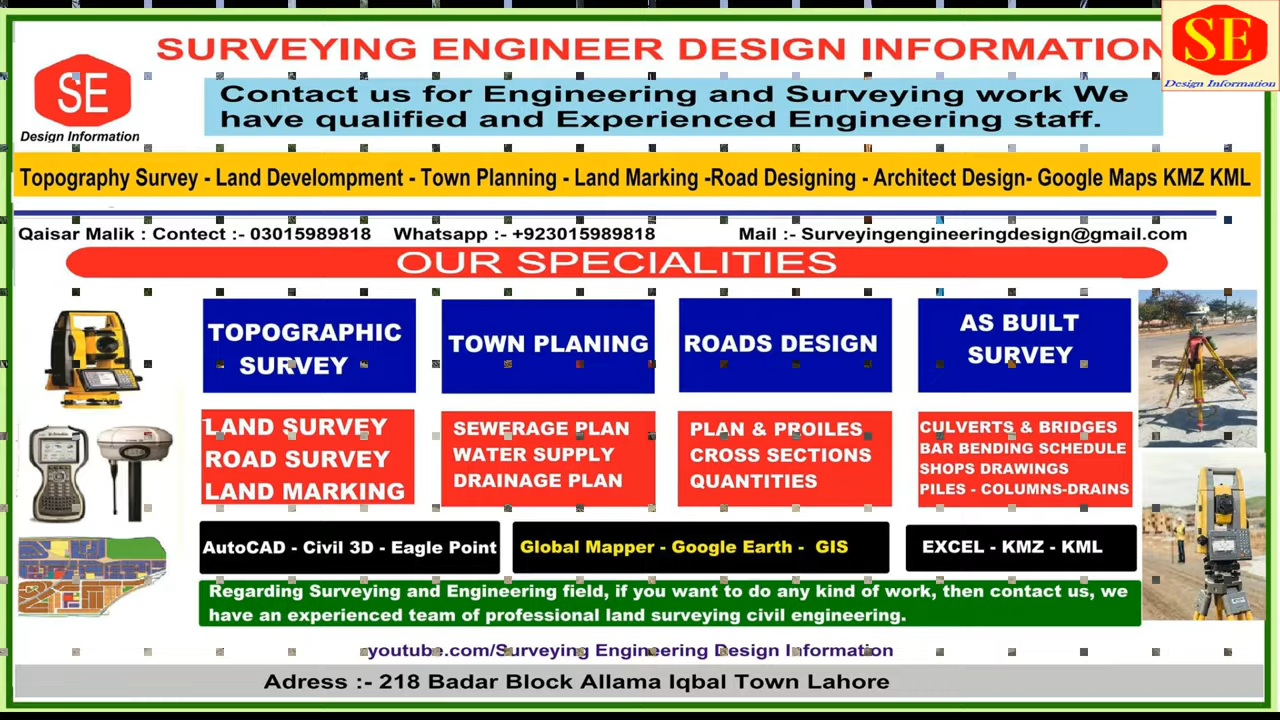 SURVEYING ENGINEER DESIGN INFORMATION
SE
Design Information
SE
Design Information
Contact us for Engineering and Surveying work We
have qualified and Experienced Engineering staff.
Topography Survey - Land Develompment - Town Planning - Land Marking -Road Designing - Architect Design- Google Maps KMZ KML
Qaisar Malik : Contect :- 03015989818 Whatsapp :- +923015989818 Mail :- Surveyingengineeringdesign@gmail.com
OUR SPECIALITIES
TOPOGRAPHIC
SURVEY
TOWN PLANING
ROADS DESIGN
AS BUILT
SURVEY
LAND SURVEY
ROAD SURVEY
LAND MARKING
SEWERAGE PLAN
WATER SUPPLY
DRAINAGE PLAN
PLAN & PROILES
CROSS SECTIONS
QUANTITIES
CULVERTS & BRIDGES
BAR BENDING SCHEDULE
SHOPS DRAWINGS
PILES - COLUMNS-DRAINS
AutoCAD - Civil 3D - Eagle Point
Global Mapper - Google Earth - GIS
EXCEL - KMZ - KML
Regarding Surveying and Engineering field, if you want to do any kind of work, then contact us, we
have an experienced team of professional land surveying civil engineering.
youtube.com/Surveying Engineering Design Information
Adress :- 218 Badar Block Allama Iqbal Town Lahore